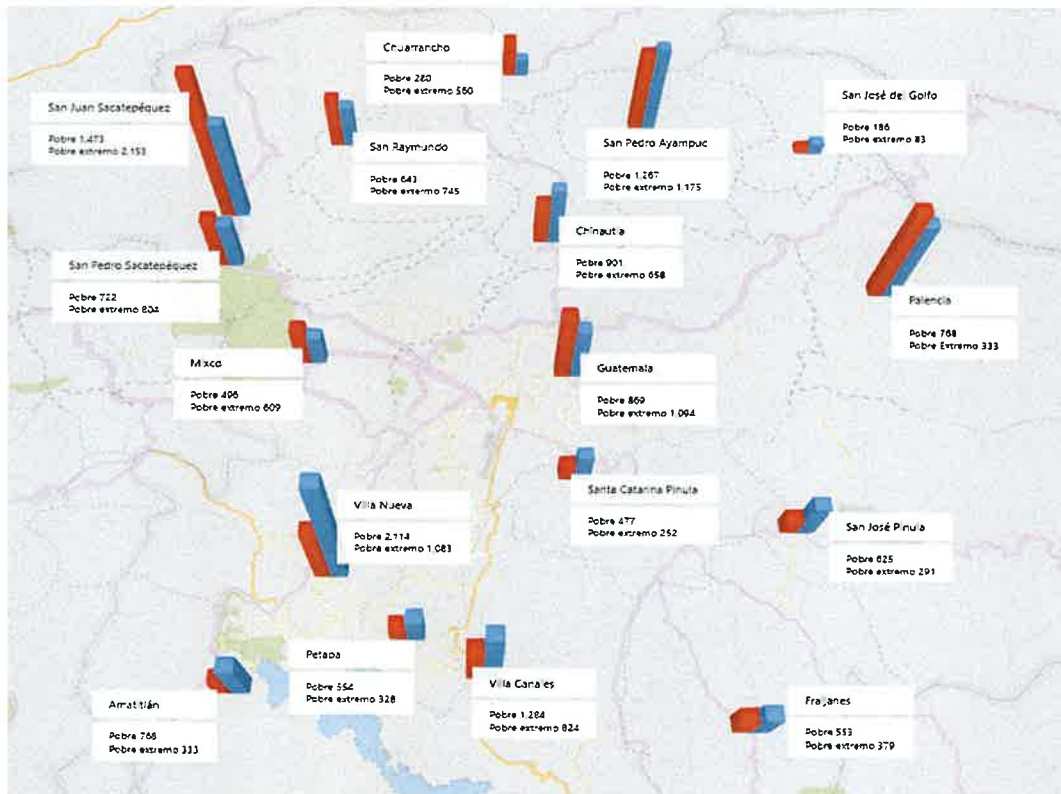 Chuarrancho
Pobre 280
Pobre extremo 560
San Juan Sacatepéquez
Pobre 1,473
Pobre extremo 2,153
San Raymundo
Pobre 643
Pobre extermo 745
San Pedro Ayampuc
Pobre 1,267
Pobre extremo 1,175
San José del Golfo
Pobre 186
Pobre extremo 83
Chinautla
Pobre 901
Pobre extremo 658
San Pedro Sacatepéquez
Pobre 722
Pobre extremo 804
Palencia
Pobre 768
Pobre Extremo 333
Mixco
Pobre 496
Pobre extremo 609
Guatemala
Pobre 869
Pobre extremo 1,094
Santa Catarina Pinula
Pobre 477
Pobre extremo 252
Villa Nueva
Pobre 2,114
Pobre extremo 1,083
San José Pinula
Pobre 625
Pobre extremo 291
Petapa
Pobre 554
Pobre extremo 328
Villa Canales
Pobre 1,284
Pobre extremo 824
Amatitlán
Pobre 768
Pobre extremo 333
Fraijanes
Pobre 553
Pobre extremo 379